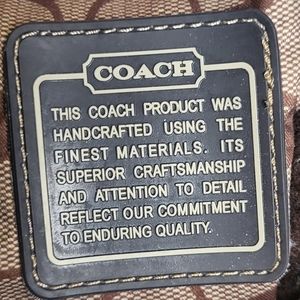 COACH
THIS COACH PRODUCT WAS
HANDCRAFTED USING THE
FINEST MATERIALS. ITS
SUPERIOR CRAFTSMANSHIP
AND ATTENTION TO DETAIL
REFLECT OUR COMMITMENT
TO ENDURING QUALITY.